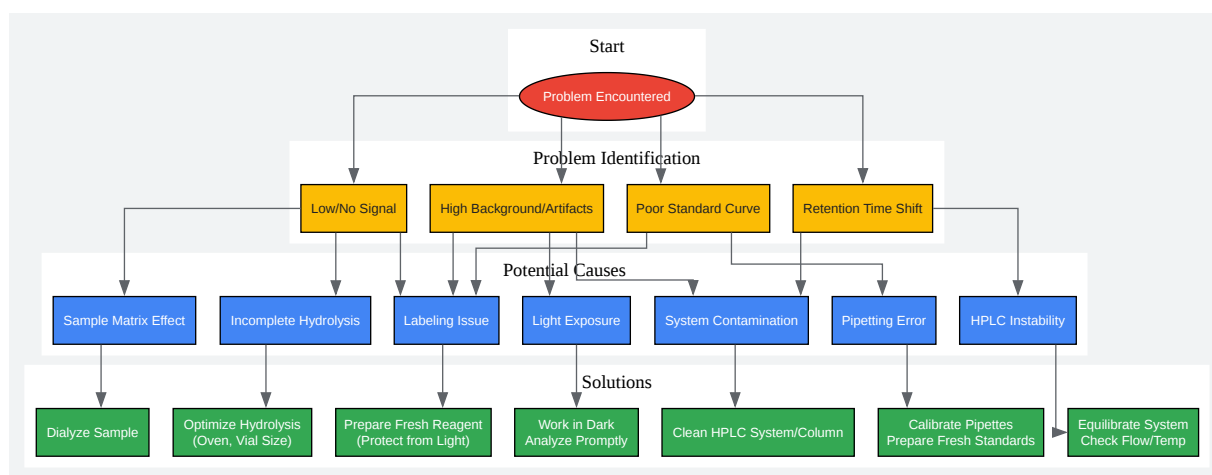 Start
Problem Encountered
Problem Identification
Low/No Signal
High Background/Artifacts
Poor Standard Curve
Retention Time Shift
Potential Causes
Sample Matrix Effect
Incomplete Hydrolysis
Labeling Issue
Light Exposure
System Contamination
Pipetting Error
HPLC Instability
Solutions
Dialyze Sample
Optimize Hydrolysis
(Oven, Vial Size)
Prepare Fresh Reagent
(Protect from Light)
Work in Dark
Analyze Promptly
Clean HPLC System/Column
Calibrate Pipettes
Prepare Fresh Standards
Equilibrate System
Check Flow/Temp